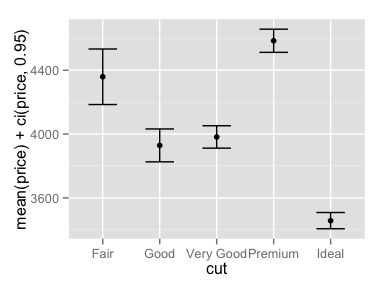 mean(price) + ci(price, 0.95)
4400
4000
3600
Fair Good Very Good Premium Ideal
cut